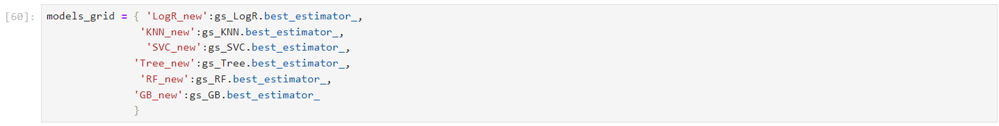 [60]: models_grid = { 'LogR_new':gs_LogR.best_estimator_,
'KNN_new':gs_KNN.best_estimator_,
'SVC_new':gs_SVC.best_estimator_,
'Tree_new':gs_Tree.best_estimator_,
'RF_new':gs_RF.best_estimator_,
'GB_new':gs_GB.best_estimator_
}